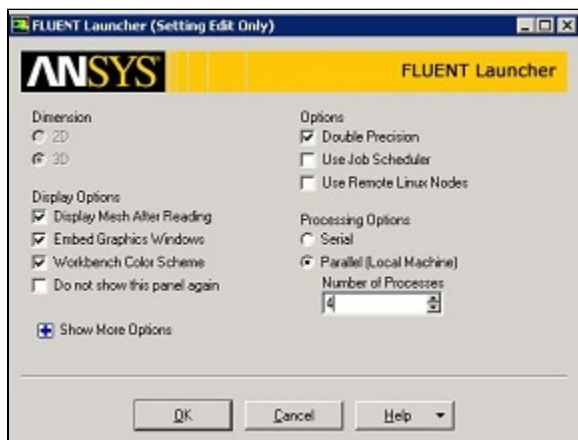 FLUENT Launcher (Setting Edit Only)
ANSYS
FLUENT Launcher
Dimension
2D
3D
Display Options
Display Mesh After Reading
Embed Graphics Windows
Workbench Color Scheme
Do not show this panel again
Show More Options
Options
Double Precision
Use Job Scheduler
Use Remote Linux Nodes
Processing Options
Serial
Parallel (Local Machine)
Number of Processes
4
OK
Cancel
Help